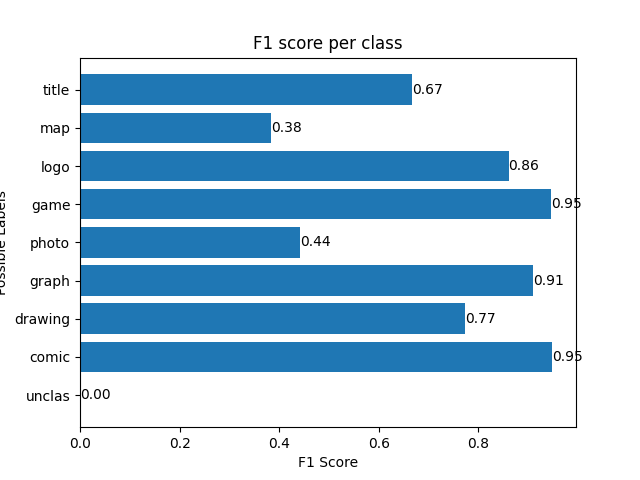 F1 score per class
Possible Labels
title 0.67
map 0.38
logo 0.86
game 0.95
photo 0.44
graph 0.91
drawing 0.77
comic 0.95
unclas 0.00
0.0 0.2 0.4 0.6 0.8
F1 Score